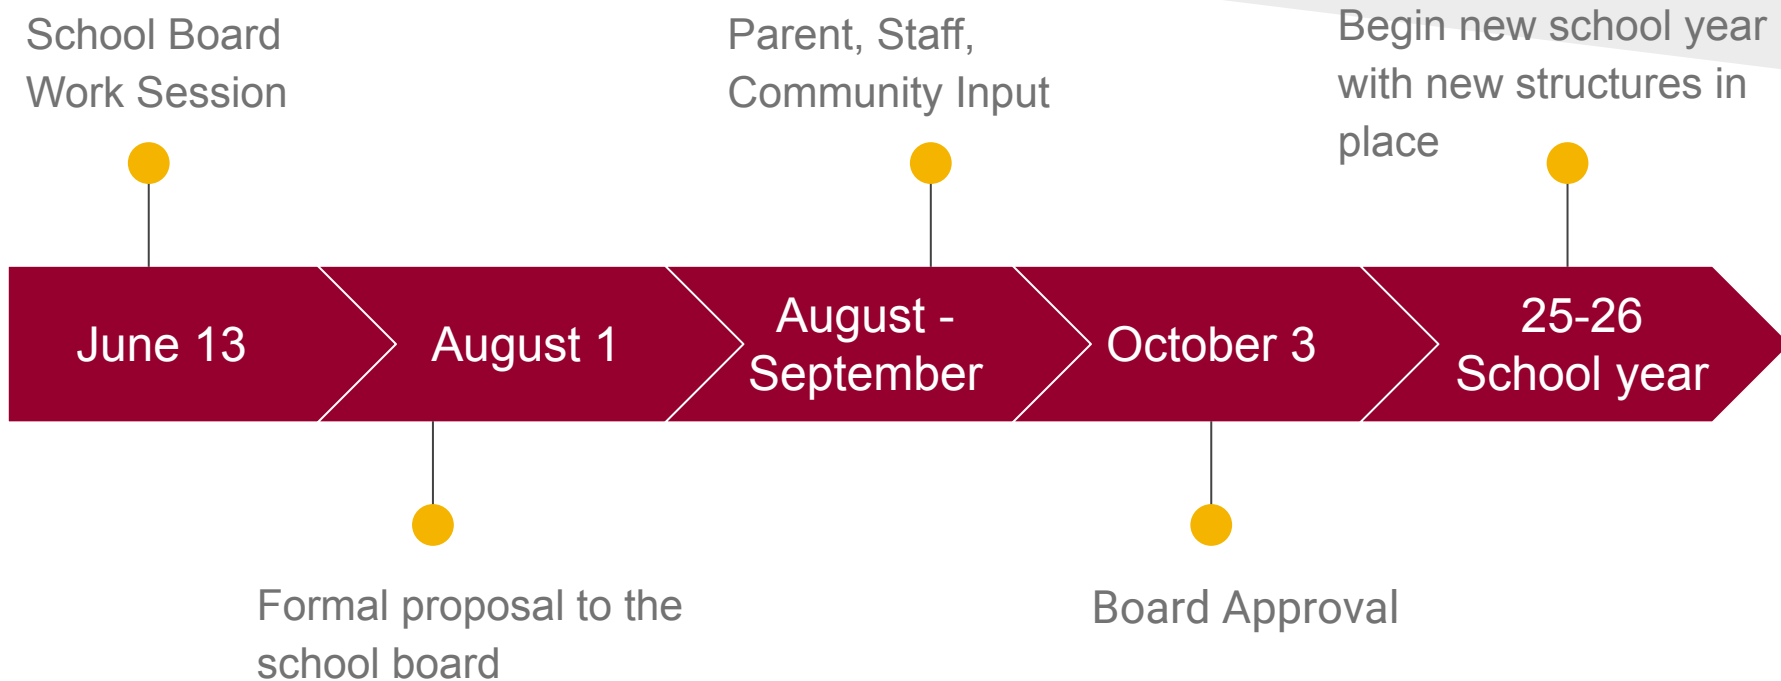 School Board
Work Session
Parent, Staff,
Community Input
Begin new school year
with new structures in
place
June 13
August 1
August -
September
October 3
25-26
School year
Formal proposal to the
school board
Board Approval